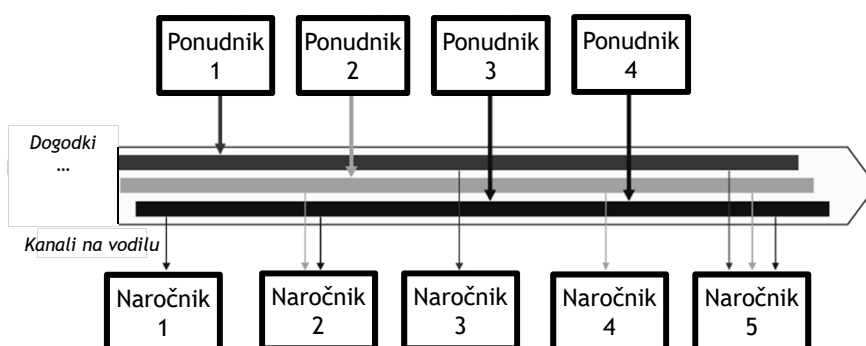 Ponudnik
1
Ponudnik
2
Ponudnik
3
Ponudnik
4
Dogodki
...
Kanali na vodilu
Naročnik
1
Naročnik
2
Naročnik
3
Naročnik
4
Naročnik
5